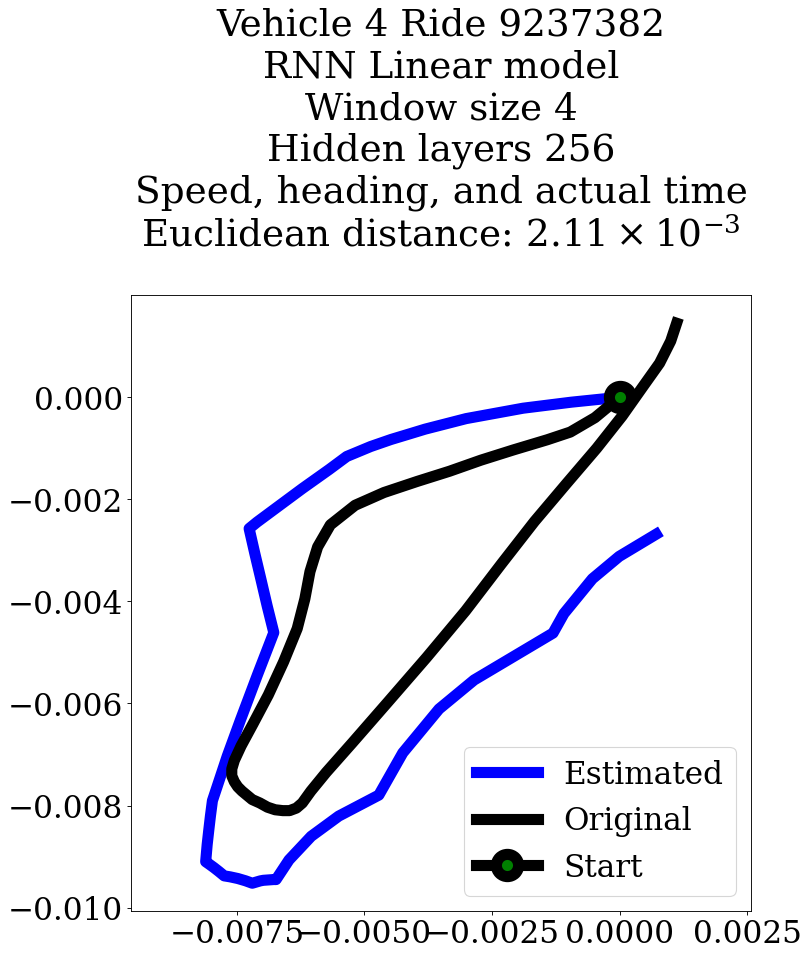 Vehicle 4 Ride 9237382
RNN Linear model
Window size 4
Hidden layers 256
Speed, heading, and actual time
Euclidean distance: 2.11 × 10⁻³
0.000
−0.002
−0.004
−0.006
−0.008
−0.010
Estimated
Original
Start
−0.0075 −0.0050 −0.0025 0.0000 0.0025